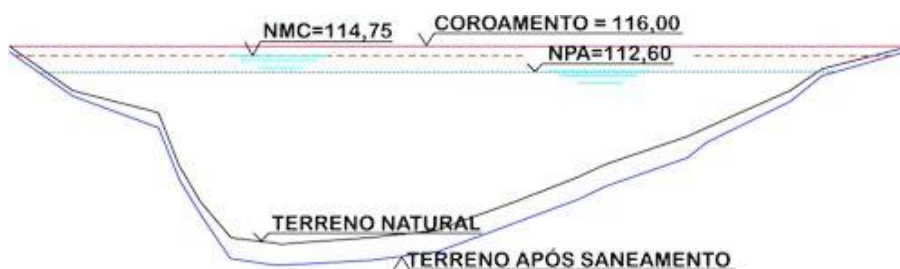 NMC=114,75
COROAMENTO = 116,00
NPA=112,60
TERRENO NATURAL
TERRENO APÓS SANEAMENTO